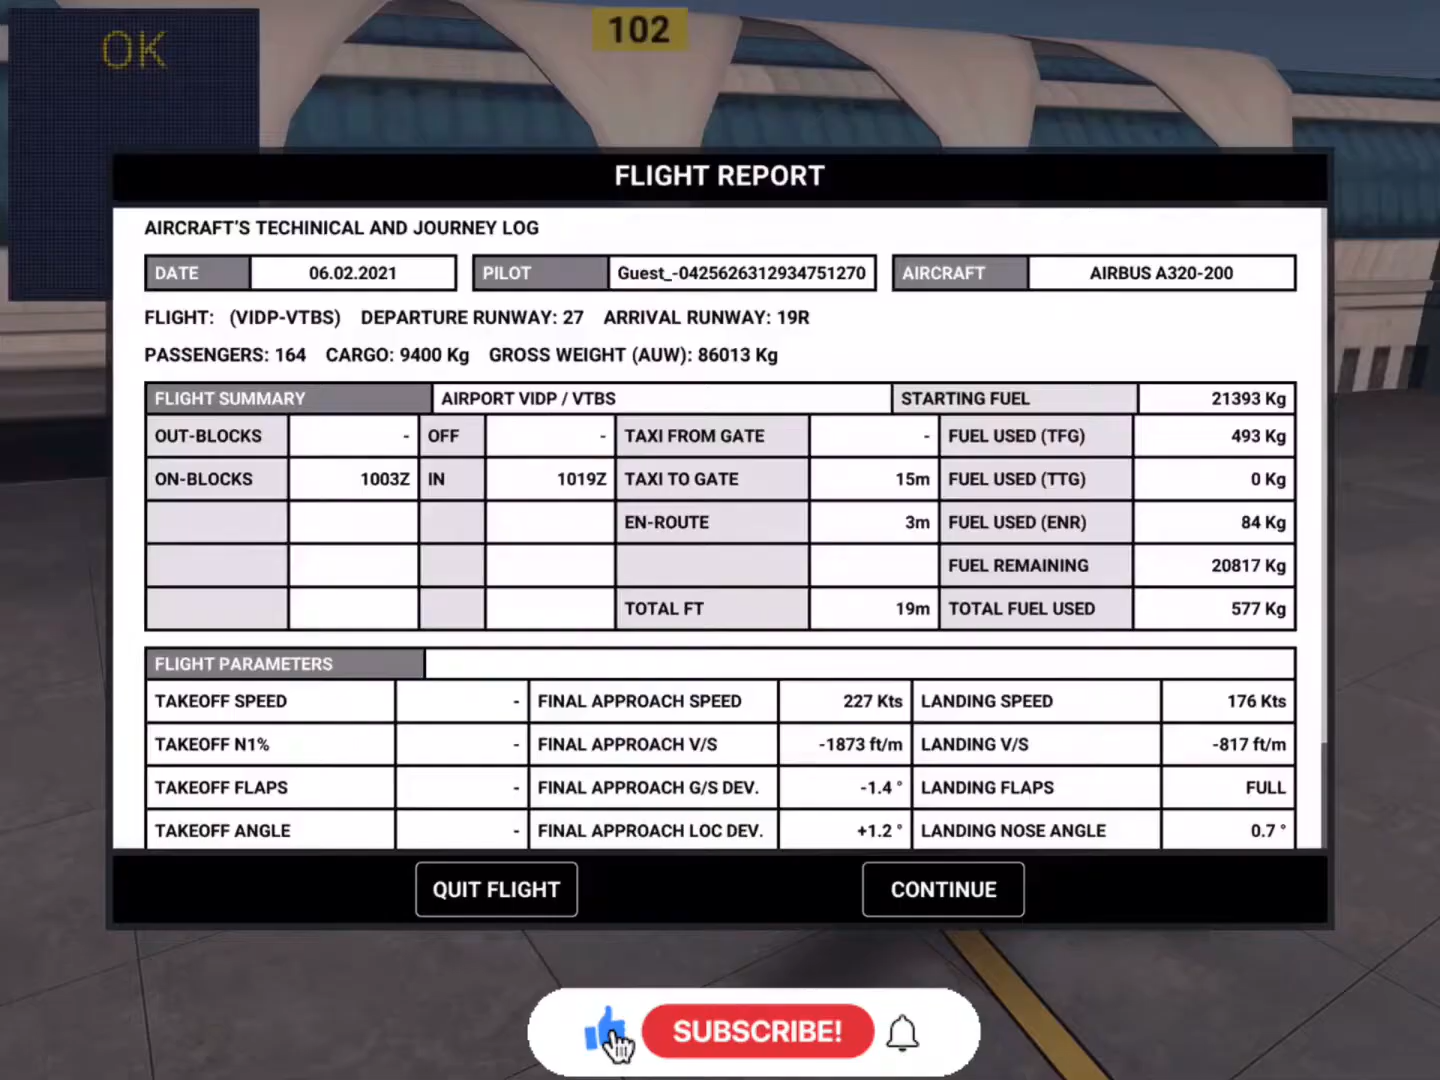 OK
102
FLIGHT REPORT
AIRCRAFT'S TECHINICAL AND JOURNEY LOG
DATE 06.02.2021 PILOT Guest_-0425626312934751270 AIRCRAFT AIRBUS A320-200
FLIGHT: (VIDP-VTBS) DEPARTURE RUNWAY: 27 ARRIVAL RUNWAY: 19R
PASSENGERS: 164 CARGO: 9400 Kg GROSS WEIGHT (AUW): 86013 Kg
FLIGHT SUMMARY AIRPORT VIDP / VTBS STARTING FUEL 21393 Kg
OUT-BLOCKS - OFF - TAXI FROM GATE - FUEL USED (TFG) 493 Kg
ON-BLOCKS 1003Z IN 1019Z TAXI TO GATE 15m FUEL USED (TTG) 0 Kg
EN-ROUTE 3m FUEL USED (ENR) 84 Kg
FUEL REMAINING 20817 Kg
TOTAL FT 19m TOTAL FUEL USED 577 Kg
FLIGHT PARAMETERS
TAKEOFF SPEED - FINAL APPROACH SPEED 227 Kts LANDING SPEED 176 Kts
TAKEOFF N1% - FINAL APPROACH V/S -1873 ft/m LANDING V/S -817 ft/m
TAKEOFF FLAPS - FINAL APPROACH G/S DEV. -1.4 ° LANDING FLAPS FULL
TAKEOFF ANGLE - FINAL APPROACH LOC DEV. +1.2 ° LANDING NOSE ANGLE 0.7 °
QUIT FLIGHT CONTINUE
SUBSCRIBE!